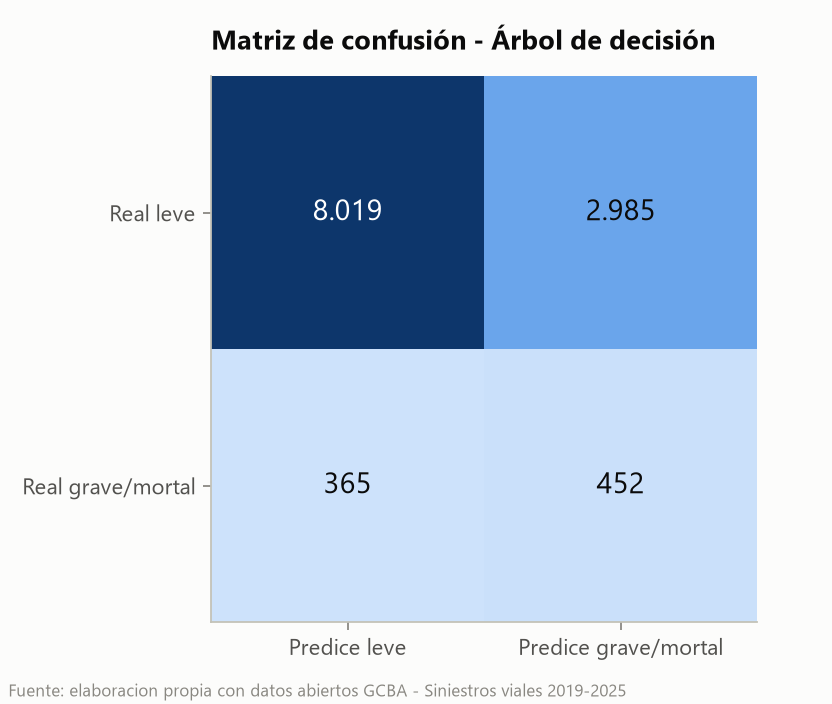 Matriz de confusión - Árbol de decisión
Real leve
8.019
2.985
Real grave/mortal
365
452
Predice leve
Predice grave/mortal
Fuente: elaboracion propia con datos abiertos GCBA - Siniestros viales 2019-2025